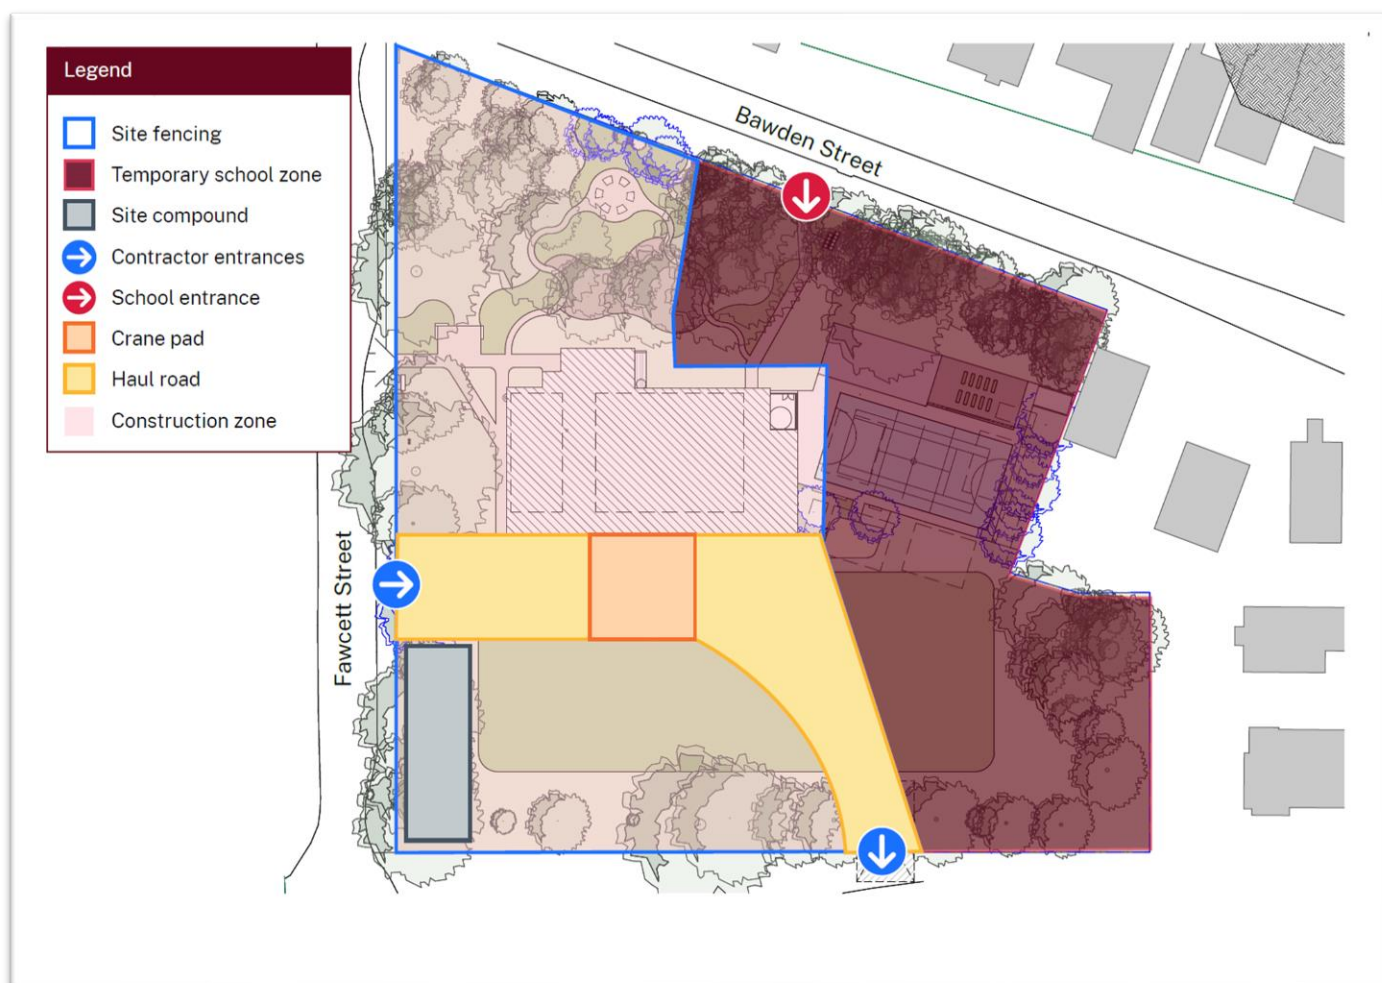 Legend
Site fencing
Temporary school zone
Site compound
Contractor entrances
School entrance
Crane pad
Haul road
Construction zone
Bawden Street
Fawcett Street